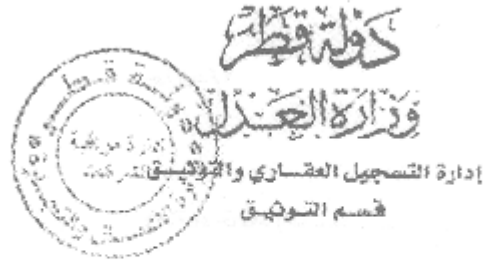 دولة قطر
وزارة العدل
إدارة التسجيل العقاري والتوثيق
قسم التوثيق